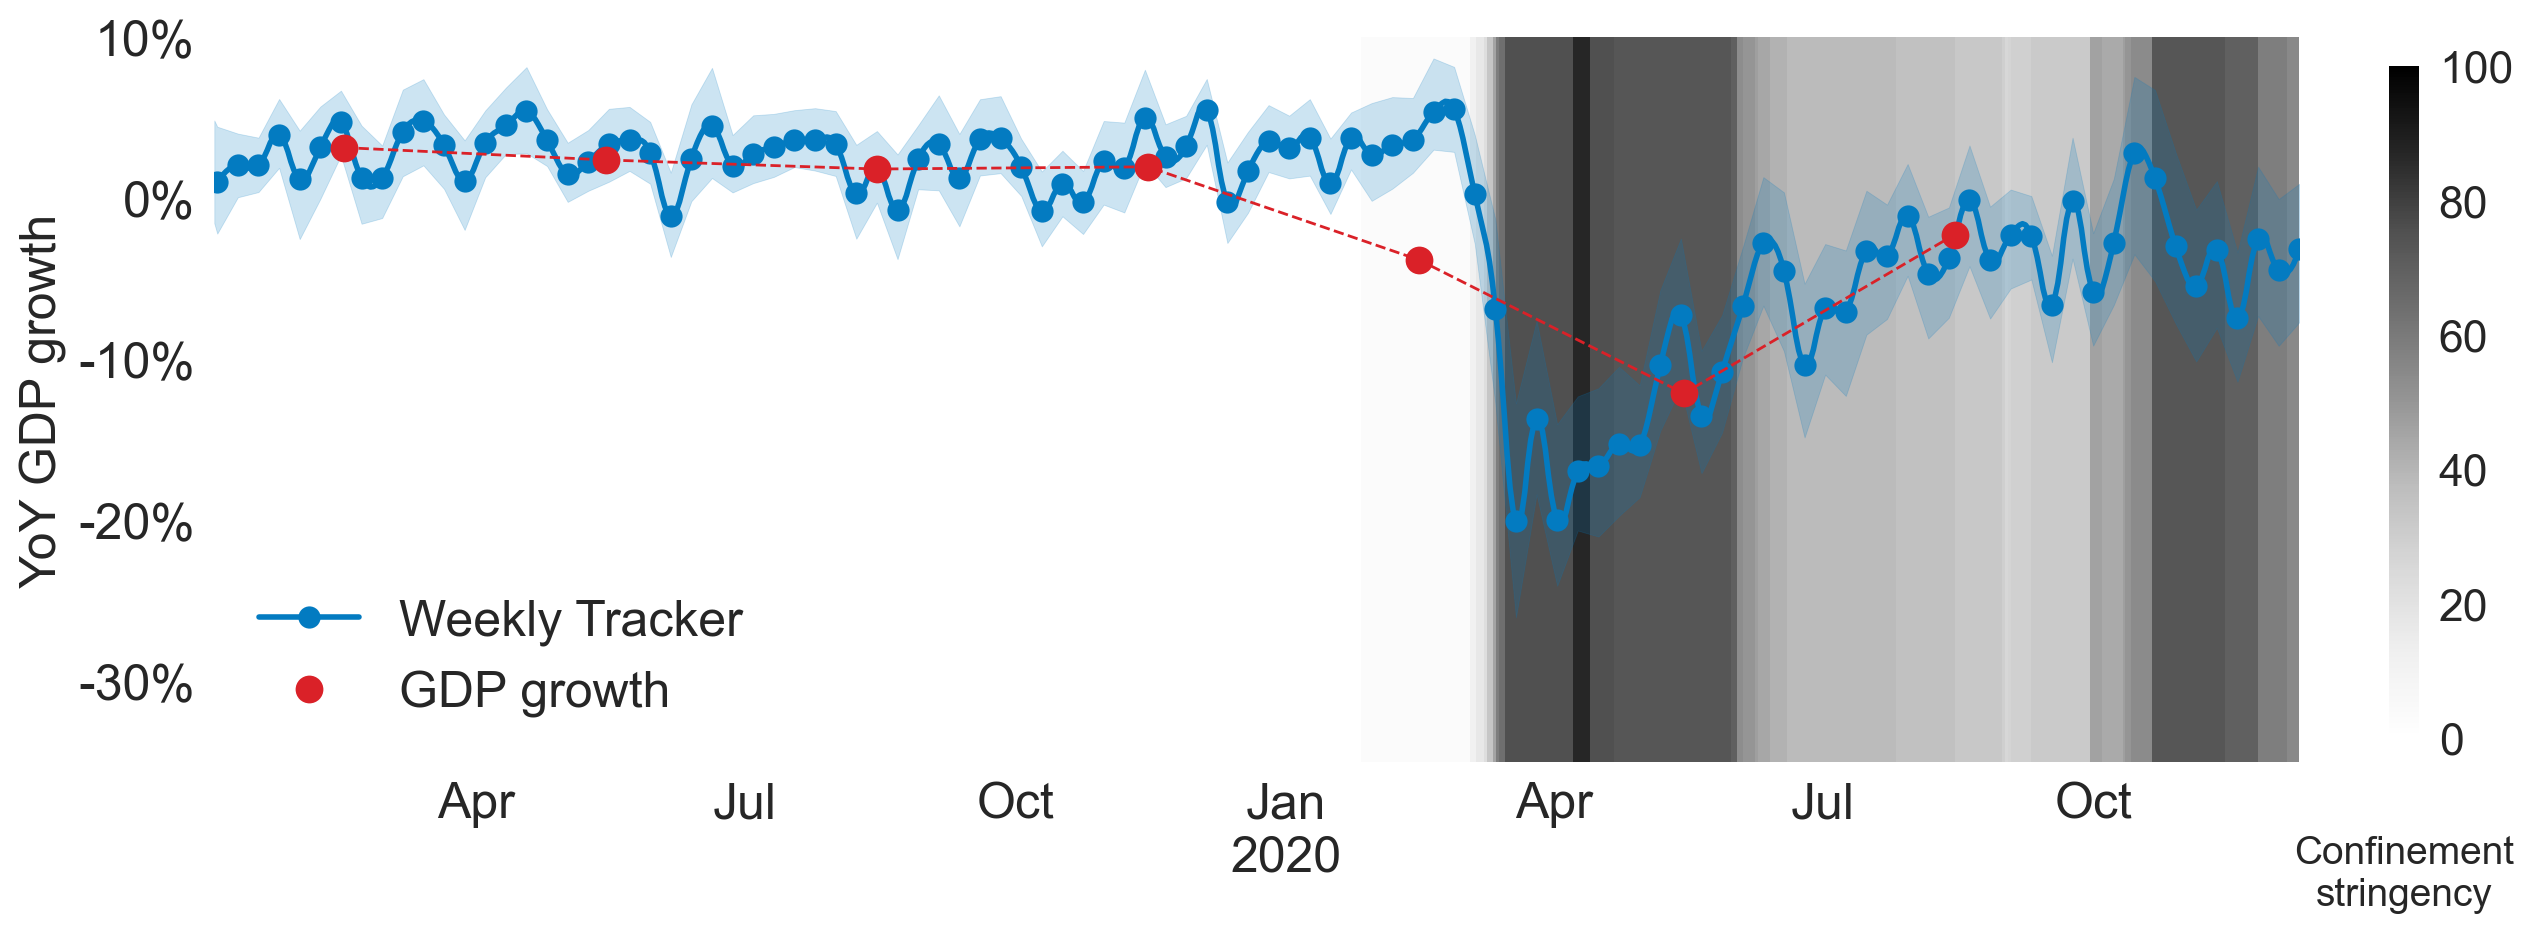 10%
0%
-10%
-20%
-30%
YoY GDP growth
Weekly Tracker
GDP growth
Apr Jul Oct Jan Apr Jul Oct
2020
100
80
60
40
20
0
Confinement
stringency